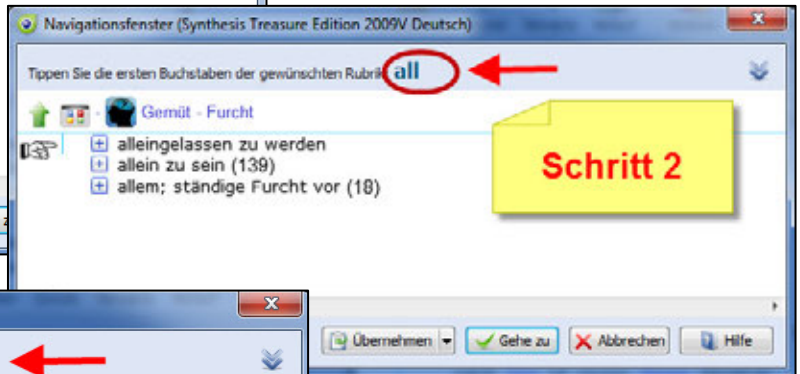 Navigationsfenster (Synthesis Treasure Edition 2009V Deutsch)
Tippen Sie die ersten Buchstaben der gewünschten Rubrik all
Gemüt - Furcht
alleingelassen zu werden
allein zu sein (139)
allem; ständige Furcht vor (18)
Schritt 2
Übernehmen Gehe zu Abbrechen Hilfe